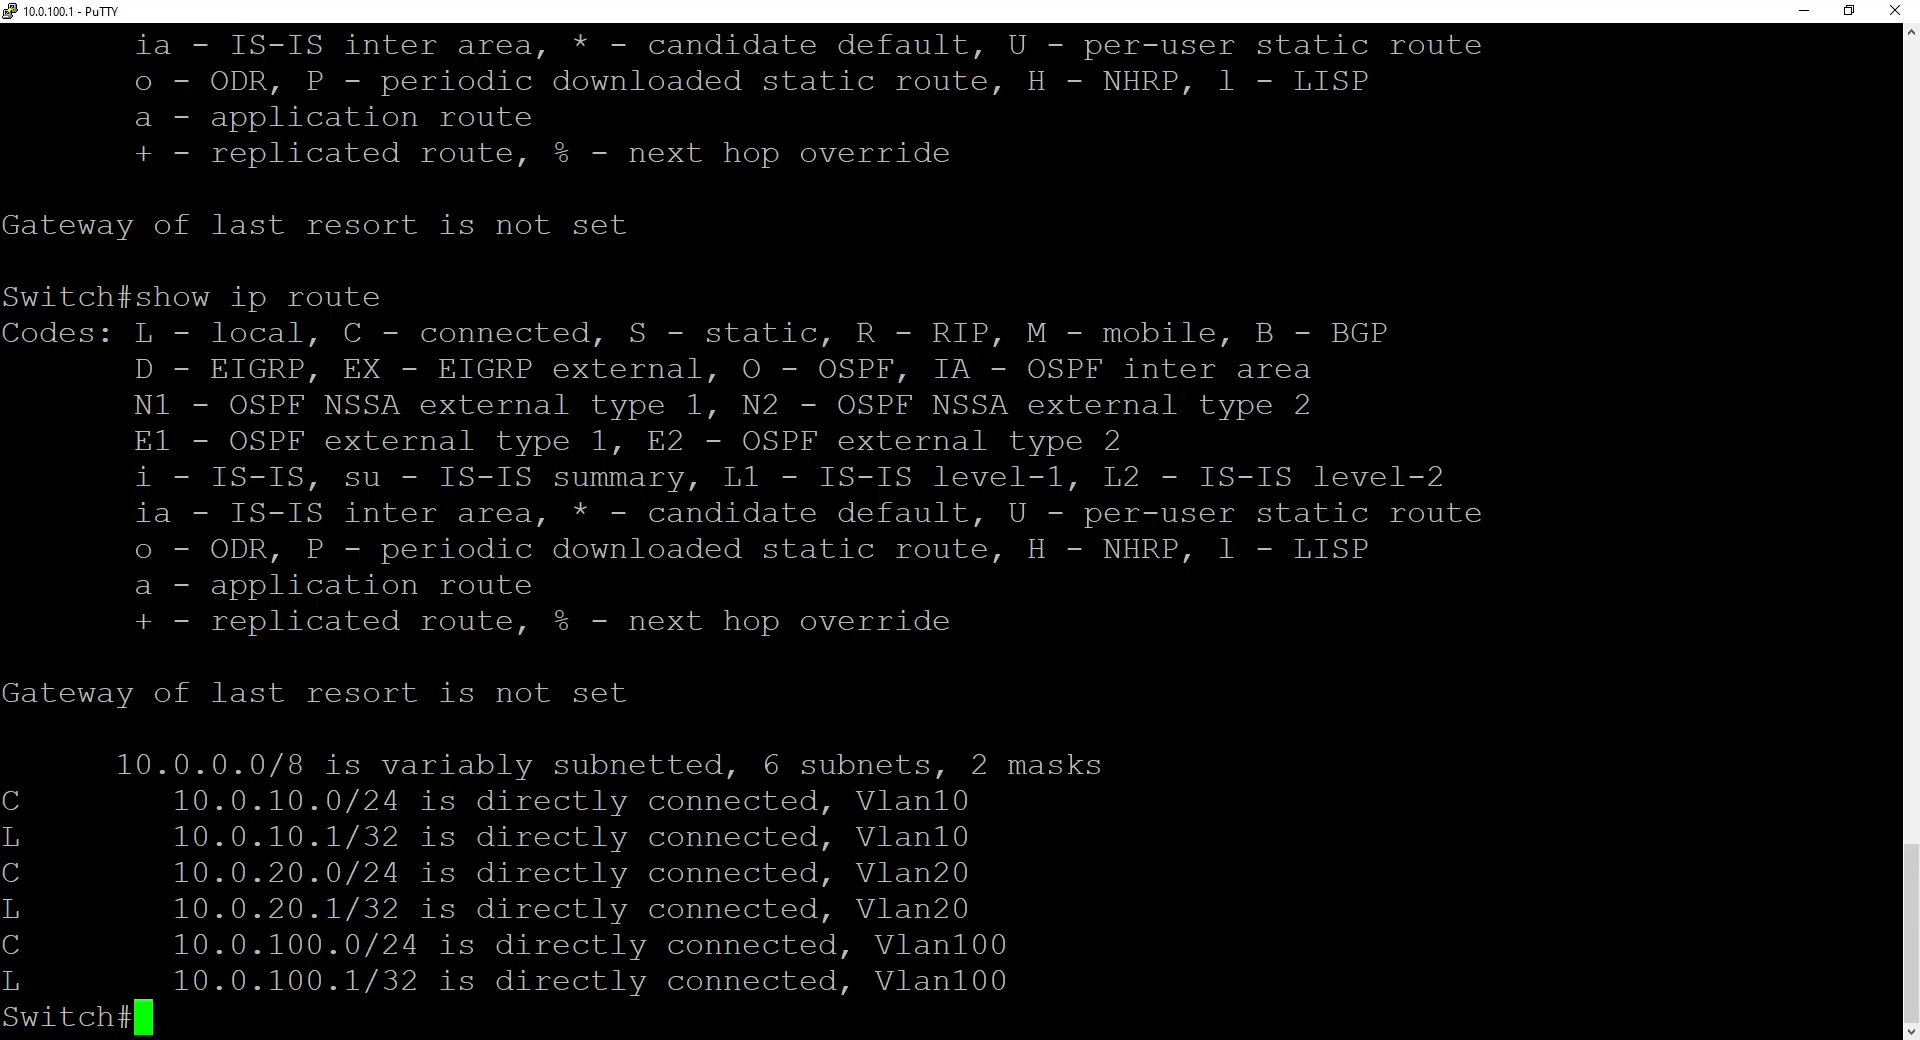 10.0.100.1 - PuTTY
ia - IS-IS inter area, * - candidate default, U - per-user static route
o - ODR, P - periodic downloaded static route, H - NHRP, l - LISP
a - application route
+ - replicated route, % - next hop override
Gateway of last resort is not set
Switch#show ip route
Codes: L - local, C - connected, S - static, R - RIP, M - mobile, B - BGP
D - EIGRP, EX - EIGRP external, O - OSPF, IA - OSPF inter area
N1 - OSPF NSSA external type 1, N2 - OSPF NSSA external type 2
E1 - OSPF external type 1, E2 - OSPF external type 2
i - IS-IS, su - IS-IS summary, L1 - IS-IS level-1, L2 - IS-IS level-2
ia - IS-IS inter area, * - candidate default, U - per-user static route
o - ODR, P - periodic downloaded static route, H - NHRP, l - LISP
a - application route
+ - replicated route, % - next hop override
Gateway of last resort is not set
10.0.0.0/8 is variably subnetted, 6 subnets, 2 masks
C 10.0.10.0/24 is directly connected, Vlan10
L 10.0.10.1/32 is directly connected, Vlan10
C 10.0.20.0/24 is directly connected, Vlan20
L 10.0.20.1/32 is directly connected, Vlan20
C 10.0.100.0/24 is directly connected, Vlan100
L 10.0.100.1/32 is directly connected, Vlan100
Switch#